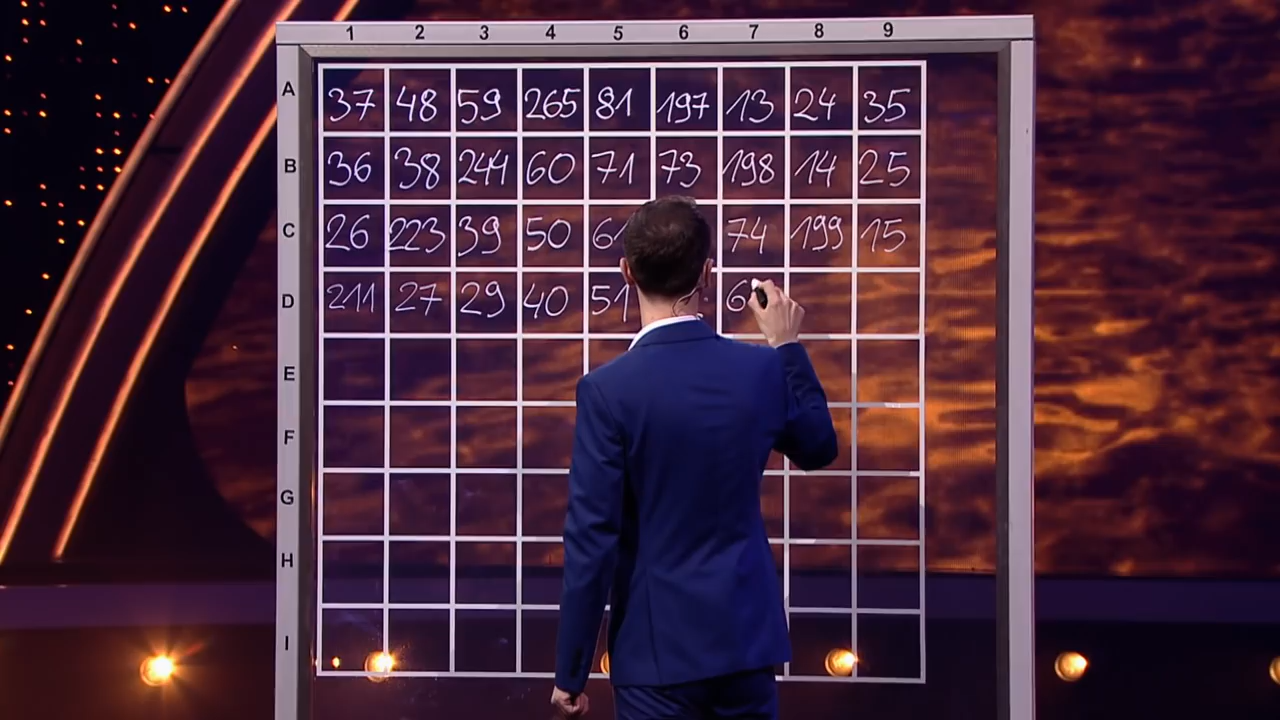 1 2 3 4 5 6 7 8 9
A 37 48 59 265 81 197 13 24 35
B 36 38 244 60 71 73 198 14 25
C 26 223 39 50 74 199 15
D 211 27 29 40 51
E
F
G
H
I